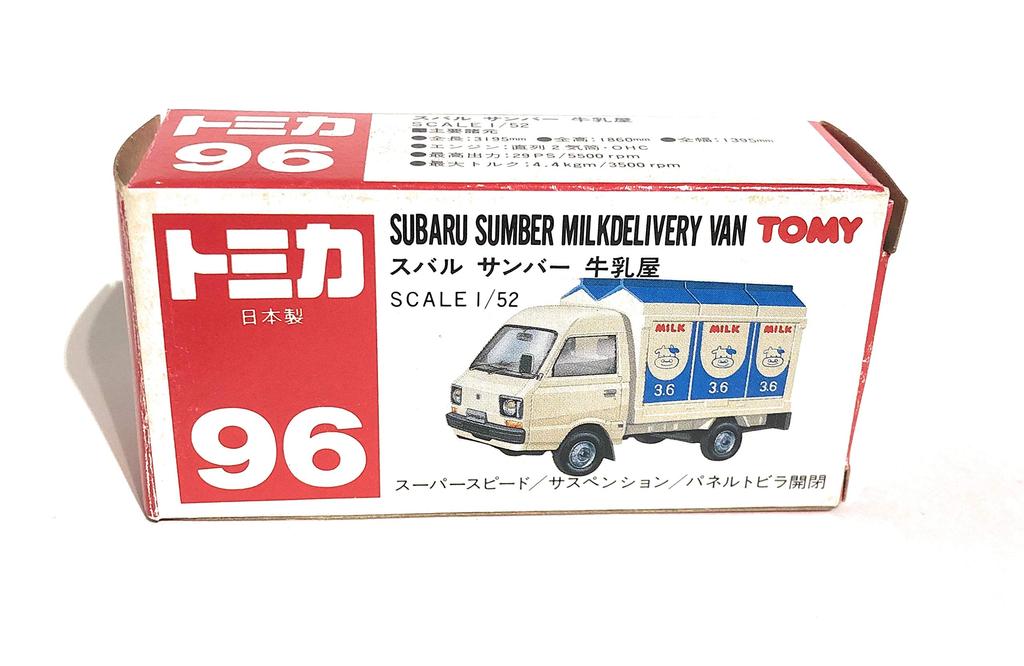 トミカ
96
スバル サンバー 牛乳屋
SCALE 1/52
■主要諸元
●全長:3195mm ●全高:1860mm ●全幅:1395mm
●エンジン:直列2気筒・OHC
●最高出力:29PS/5500rpm
●最大トルク:4.4kgm/3500rpm
トミカ
日本製
96
SUBARU SUMBER MILKDELIVERY VAN TOMY
スバル サンバー 牛乳屋
SCALE 1/52
MILK MILK MILK
3.6 3.6 3.6
スーパースピード/サスペンション/パネルトビラ開閉